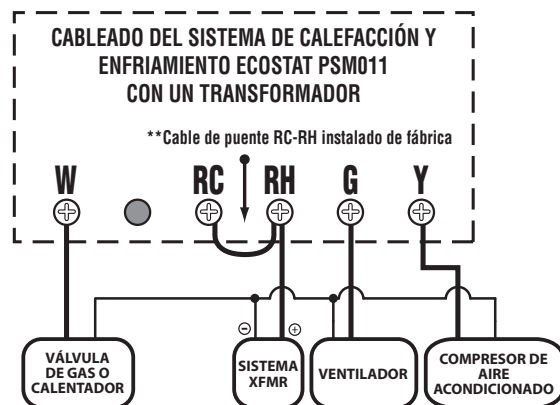 CABLEADO DEL SISTEMA DE CALEFACCIÓN Y
ENFRIAMIENTO ECOSTAT PSM011
CON UN TRANSFORMADOR
**Cable de puente RC-RH instalado de fábrica
W RC RH G Y
⊖ ⊕
VÁLVULA
DE GAS O
CALENTADOR
SISTEMA
XFMR
VENTILADOR
COMPRESOR DE
AIRE
ACONDICIONADO